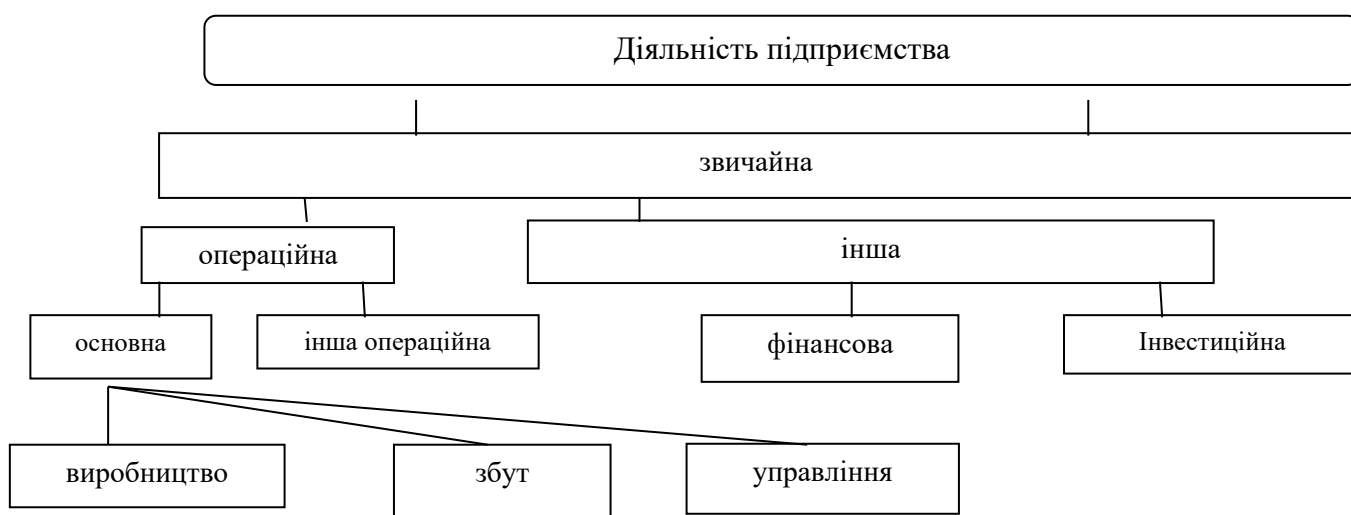 Діяльність підприємства
звичайна
операційна
інша
основна
інша операційна
фінансова
Інвестиційна
виробництво
збут
управління